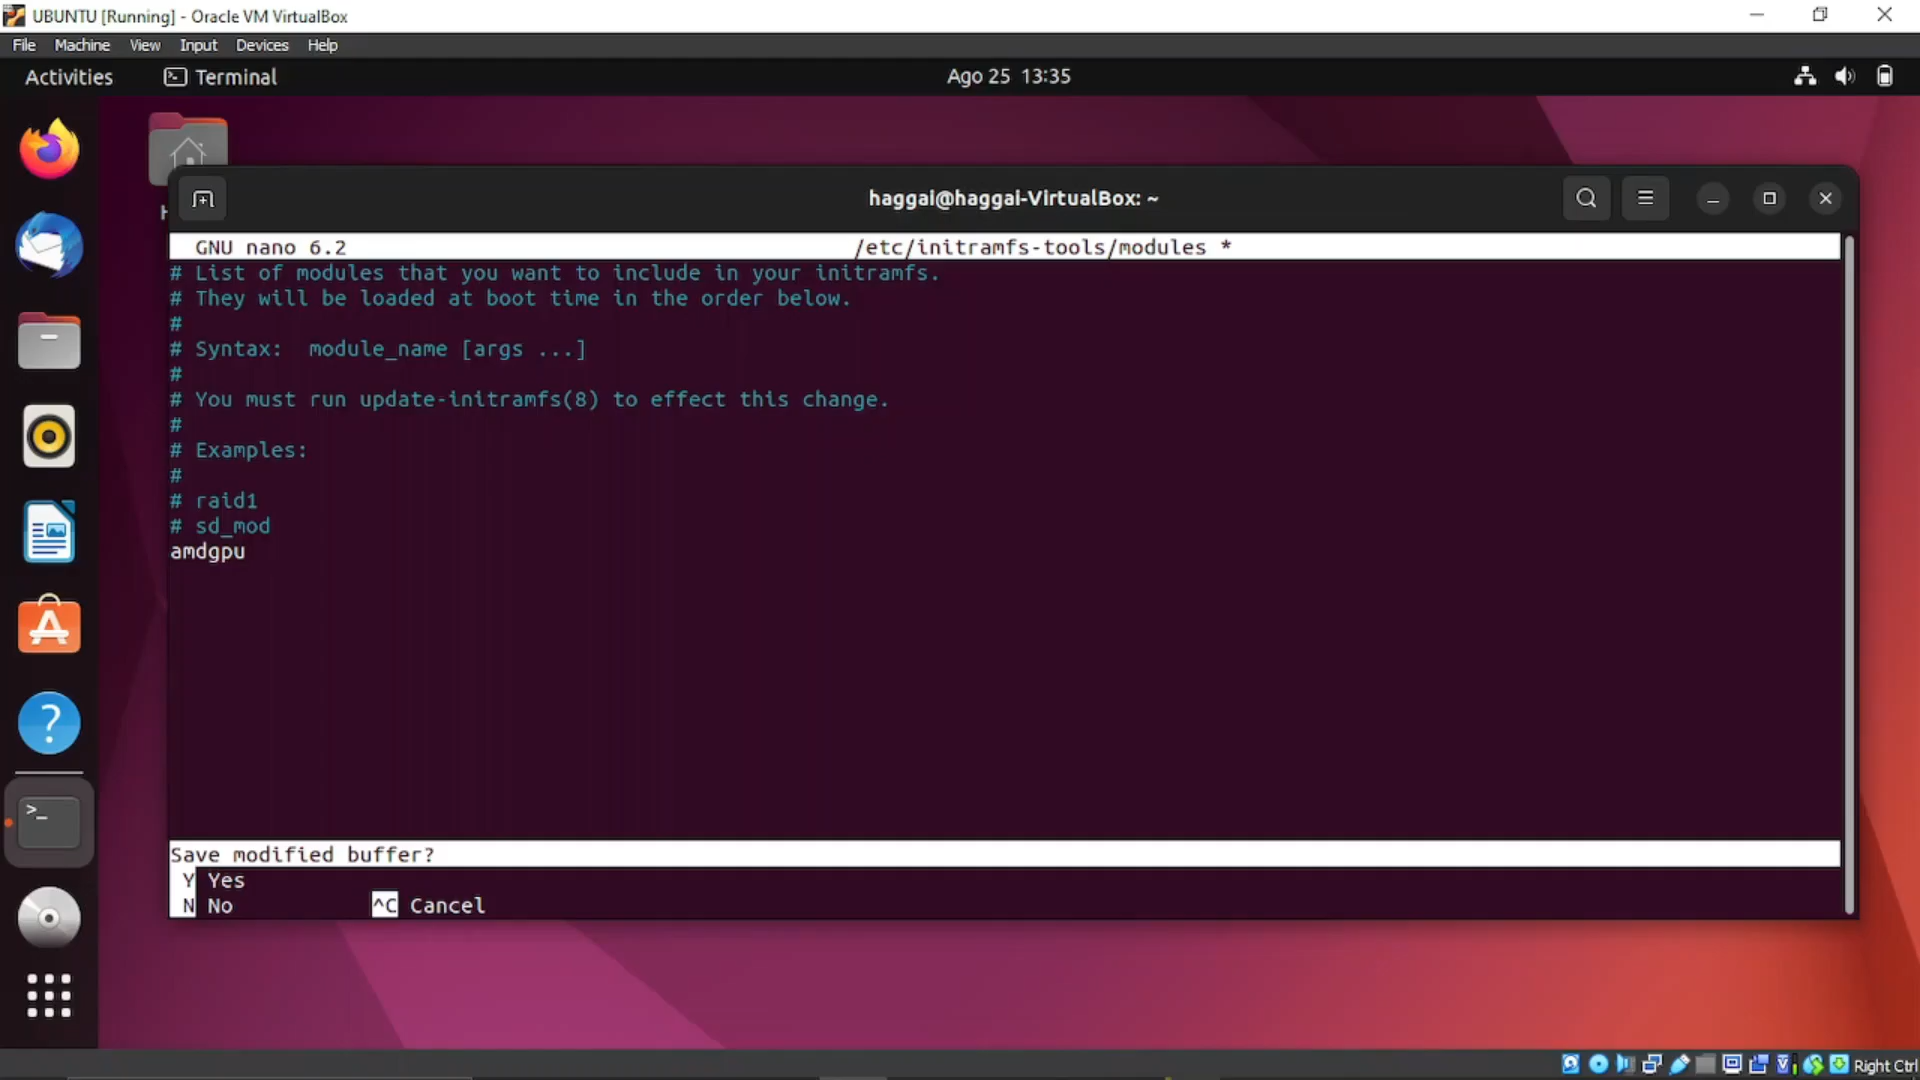 UBUNTU [Running] - Oracle VM VirtualBox
File Machine View Input Devices Help
Activities Terminal Ago 25 13:35
haggai@haggai-VirtualBox: ~
GNU nano 6.2 /etc/initramfs-tools/modules *
# List of modules that you want to include in your initramfs.
# They will be loaded at boot time in the order below.
#
# Syntax:  module_name [args ...]
#
# You must run update-initramfs(8) to effect this change.
#
# Examples:
#
# raid1
# sd_mod
amdgpu
Save modified buffer?
Y Yes
N No ^C Cancel
Right Ctrl